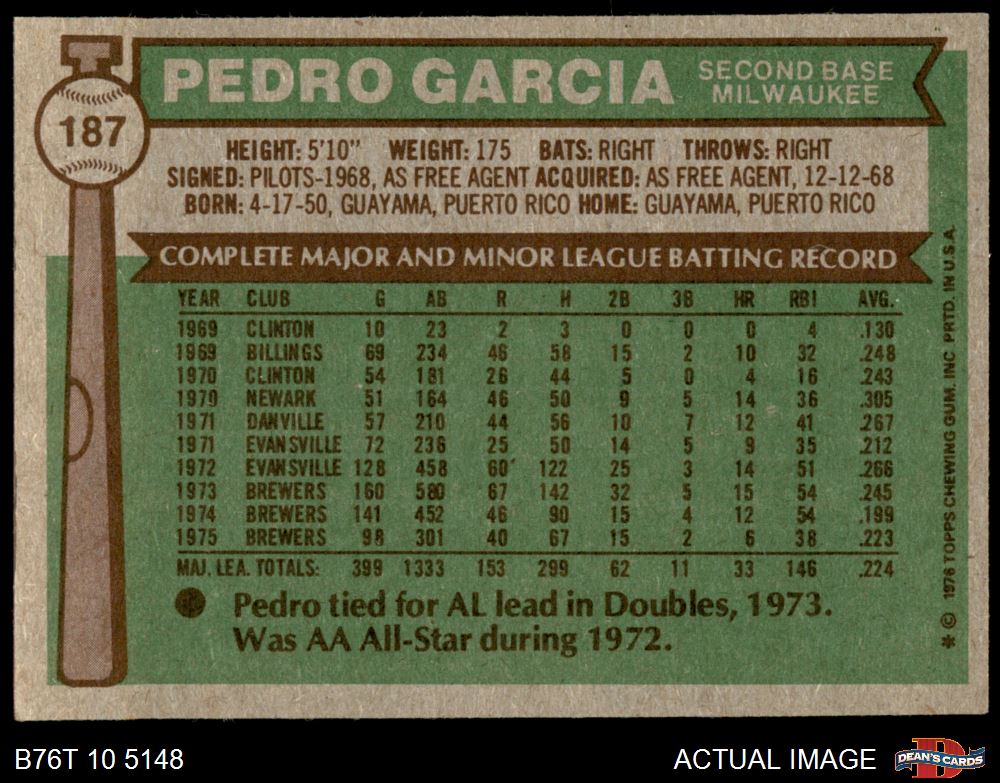 PEDRO GARCIA
SECOND BASE
MILWAUKEE
187
HEIGHT: 5'10" WEIGHT: 175 BATS: RIGHT THROWS: RIGHT
SIGNED: PILOTS-1968, AS FREE AGENT ACQUIRED: AS FREE AGENT, 12-12-68
BORN: 4-17-50, GUAYAMA, PUERTO RICO HOME: GUAYAMA, PUERTO RICO
COMPLETE MAJOR AND MINOR LEAGUE BATTING RECORD
YEAR CLUB G AB R H 2B 3B HR RBI AVG.
1969 CLINTON 10 23 2 3 0 0 0 4 .130
1969 BILLINGS 69 234 46 58 15 2 10 32 .248
1970 CLINTON 54 181 26 44 5 0 4 16 .243
1970 NEWARK 51 164 46 50 9 5 14 36 .305
1971 DANVILLE 57 210 44 56 10 7 12 41 .267
1971 EVANSVILLE 72 236 25 50 14 5 9 35 .212
1972 EVANSVILLE 128 458 60 122 25 3 14 51 .266
1973 BREWERS 160 580 67 142 32 5 15 54 .245
1974 BREWERS 141 452 46 90 15 4 12 54 .199
1975 BREWERS 98 301 40 67 15 2 6 38 .223
MAJ. LEA. TOTALS: 399 1333 153 299 62 11 33 146 .224
Pedro tied for AL lead in Doubles, 1973.
Was AA All-Star during 1972.
* © 1976 TOPPS CHEWING GUM, INC PRTD. IN U.S.A.
B76T 10 5148
ACTUAL IMAGE
D
DEAN'S CARDS